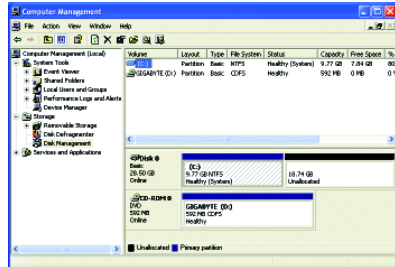 Computer Management
File Action View Window Help
Computer Management (Local)
System Tools
Event Viewer
Shared Folders
Local Users and Groups
Performance Logs and Alerts
Device Manager
Storage
Removable Storage
Disk Defragmenter
Disk Management
Services and Applications
Volume Layout Type File System Status Capacity Free Space %
(C:) Partition Basic NTFS Healthy (System) 9.77 GB 7.84 GB 80
GIGABYTE (D:) Partition Basic CDFS Healthy 592 MB 0 MB 0 %
Disk 0
Basic
28.50 GB
Online
(C:)
9.77 GB NTFS
Healthy (System)
18.74 GB
Unallocated
CD-ROM 0
DVD
592 MB
Online
GIGABYTE (D:)
592 MB CDFS
Healthy
Unallocated Primary partition